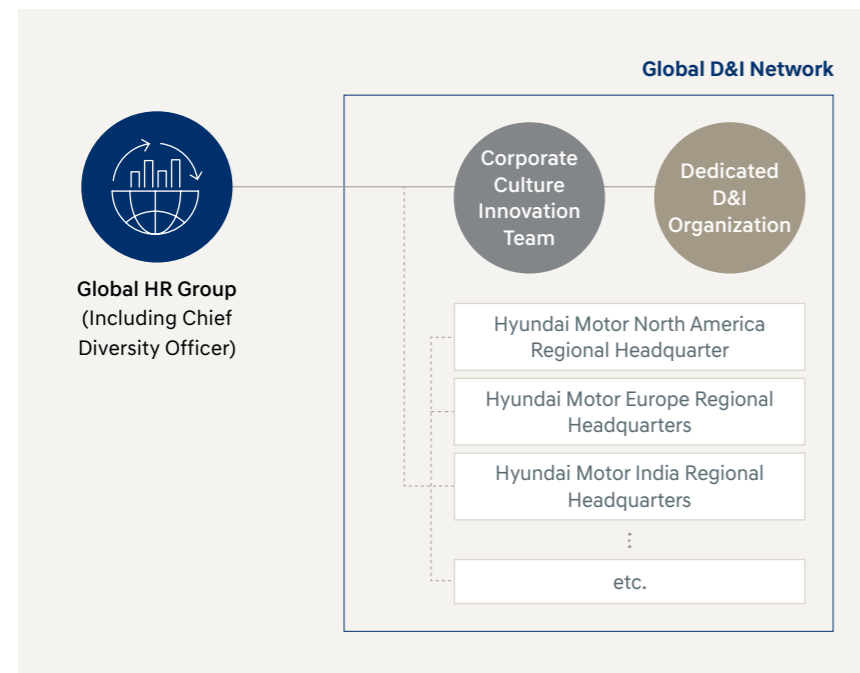 Global D&I Network
Corporate
Culture
Innovation
Team
Dedicated
D&I
Organization
Global HR Group
(Including Chief
Diversity Officer)
Hyundai Motor North America
Regional Headquarter
Hyundai Motor Europe Regional
Headquarters
Hyundai Motor India Regional
Headquarters
⋮
etc.